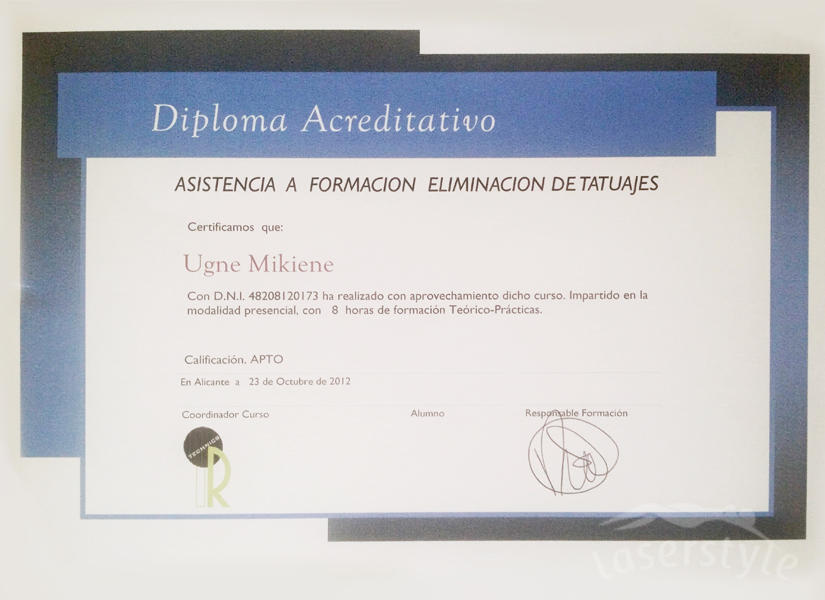 Diploma Acreditativo
ASISTENCIA A FORMACION ELIMINACION DE TATUAJES
Certificamos que:
Ugne Mikiene
Con D.N.I. 48208120173 ha realizado con aprovechamiento dicho curso. Impartido en la
modalidad presencial, con 8 horas de formación Teórico-Prácticas.
Calificación. APTO
En Alicante a 23 de Octubre de 2012
Coordinador Curso Alumno Responsable Formación
TECHNICS
R
laserstyle